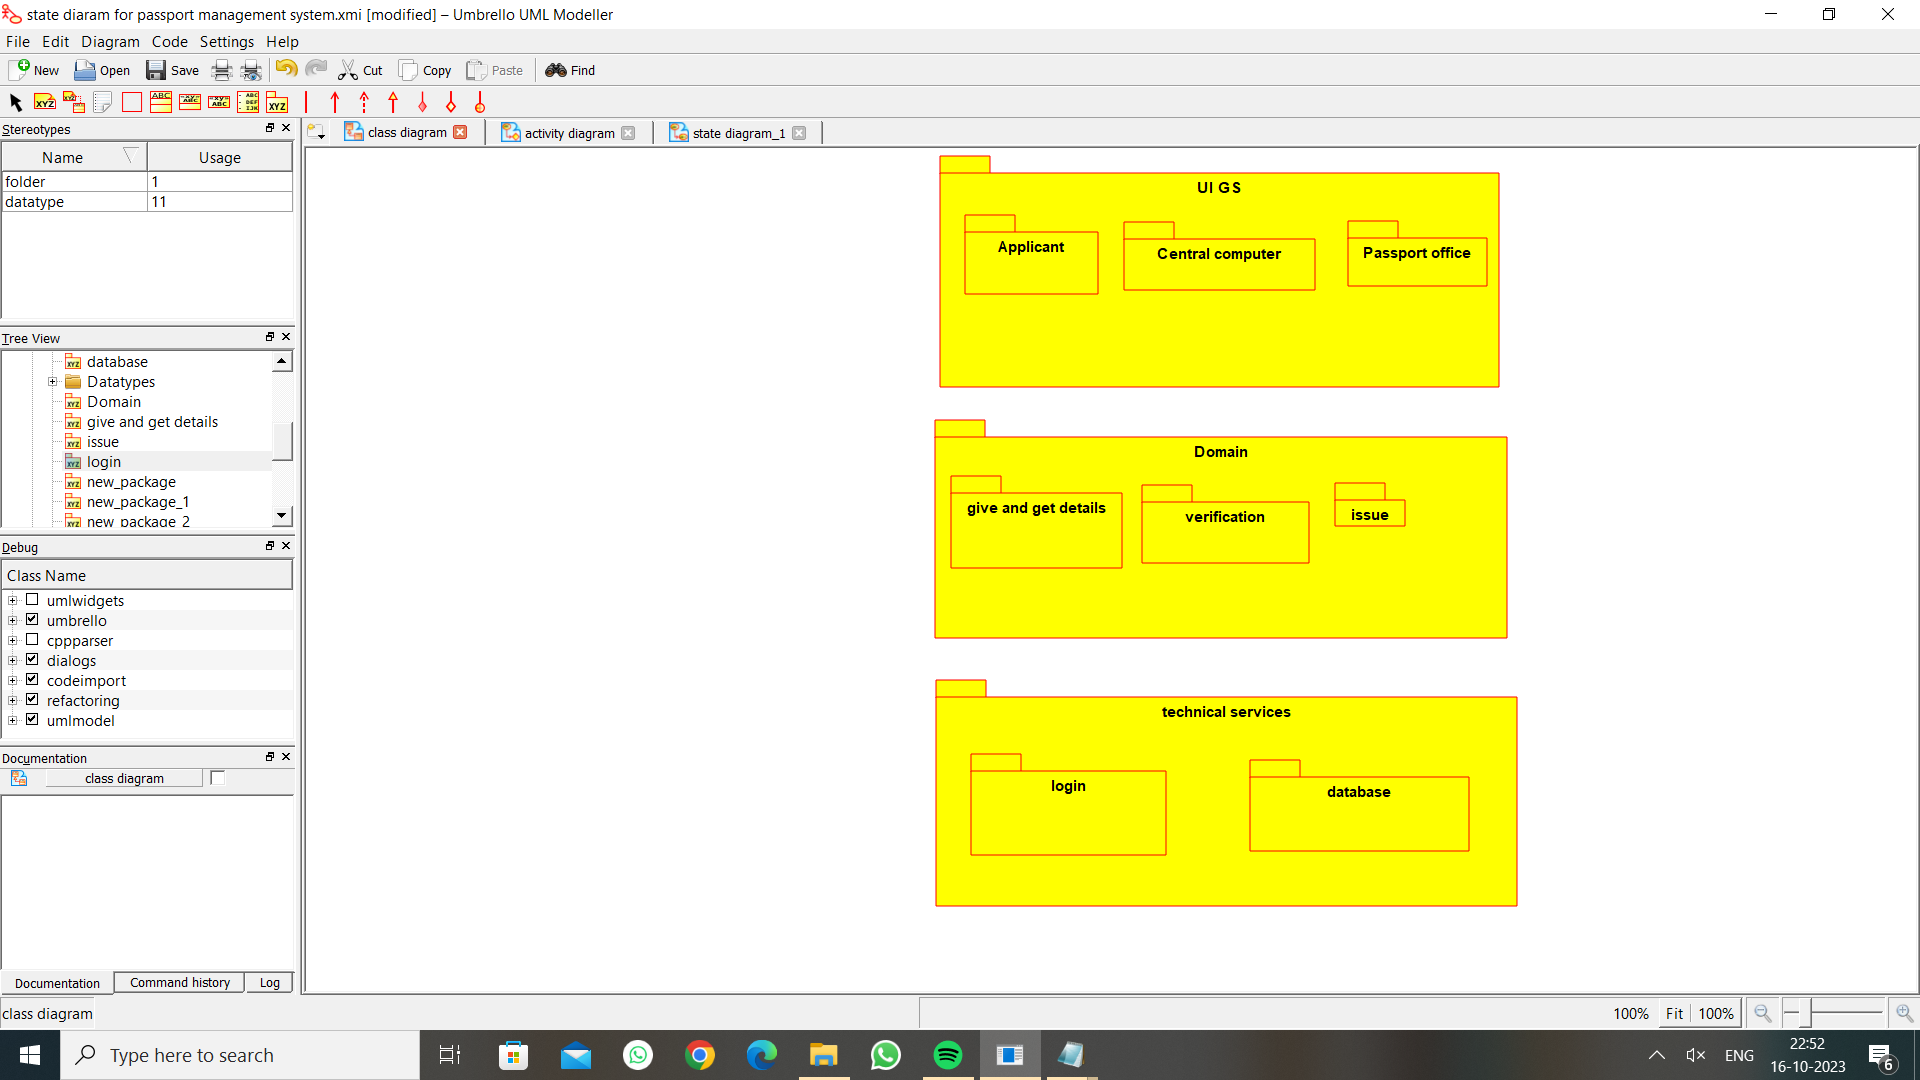 state diaram for passport management system.xmi [modified] – Umbrello UML Modeller
File Edit Diagram Code Settings Help
New Open Save Cut Copy Paste Find
Stereotypes
Name Usage
folder 1
datatype 11
Tree View
database
Datatypes
Domain
give and get details
issue
login
new_package
new_package_1
new_package_2
Debug
Class Name
umlwidgets
umbrello
cppparser
dialogs
codeimport
refactoring
umlmodel
Documentation
class diagram
Documentation Command history Log
class diagram activity diagram state diagram_1
UI GS
Applicant
Central computer
Passport office
Domain
give and get details
verification
issue
technical services
login
database
class diagram
100% Fit 100%
Type here to search
ENG
22:52
16-10-2023
6